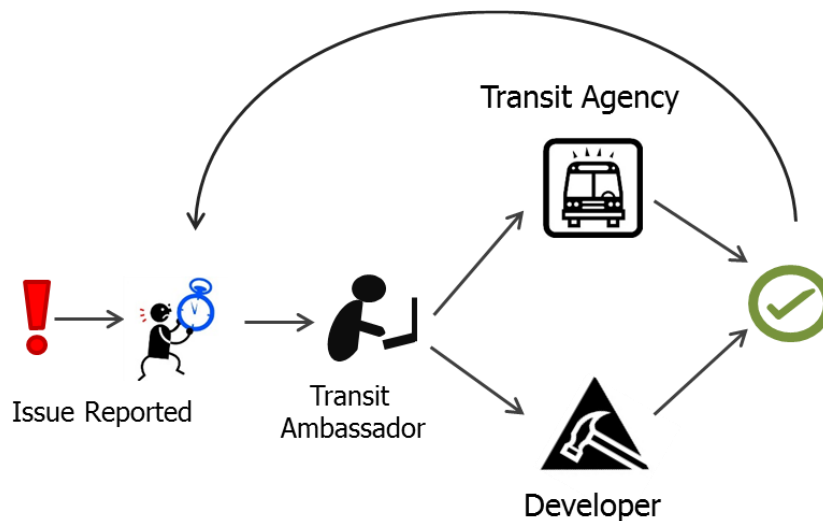 Transit Agency
Issue Reported
Transit
Ambassador
Developer